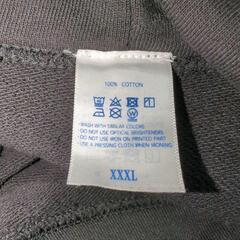 100% COTTON
• WASH WITH SIMILAR COLORS
• DO NOT USE OPTICAL BRIGHTENERS
• DO NOT USE IRON ON PRINTED PART
• USE A PRESSING CLOTH WHEN IRONING
XXXL